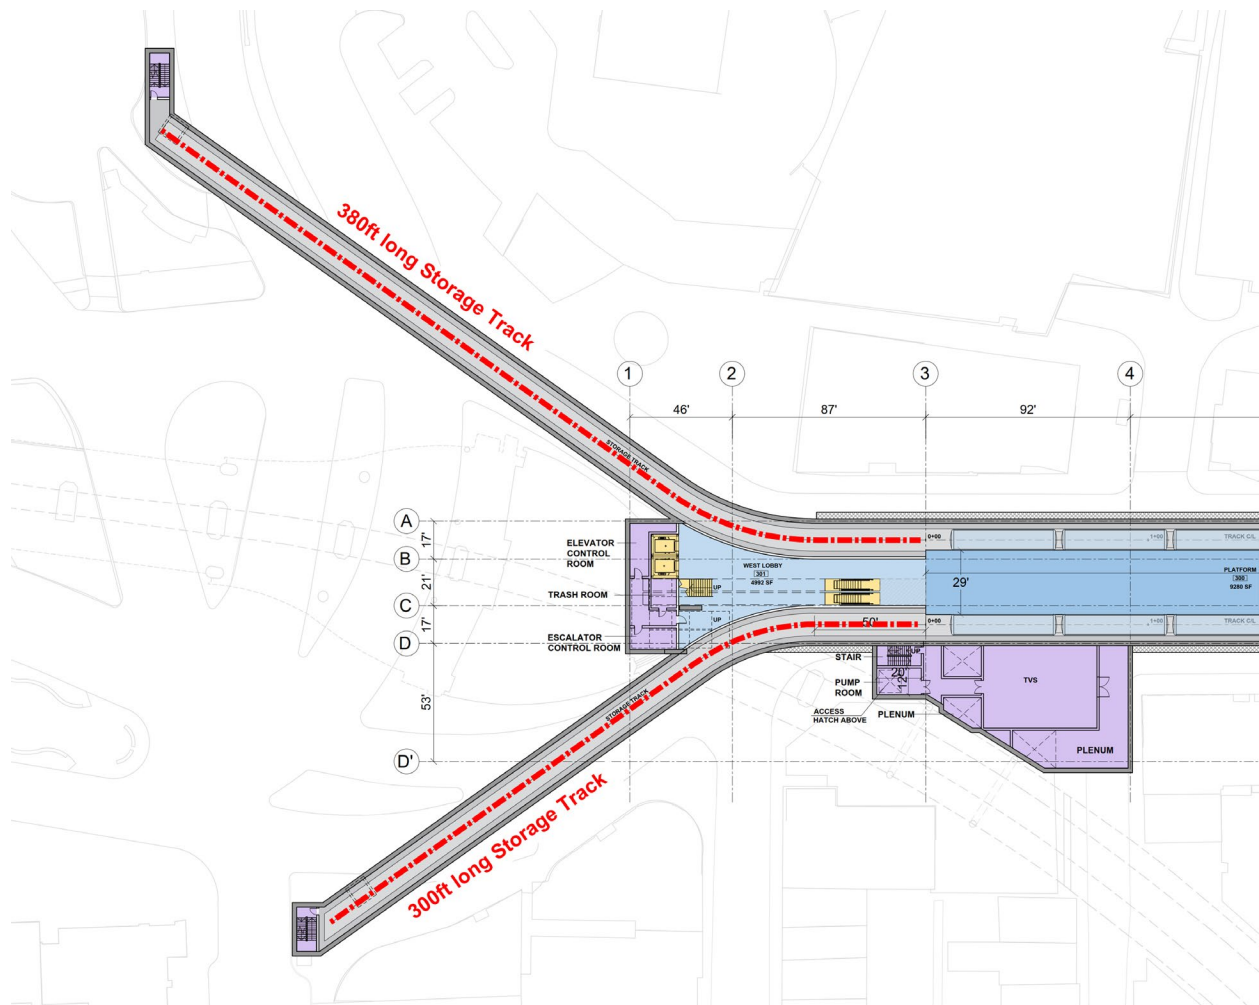 380ft long Storage Track
1
2
3
4
46'
87'
92'
STORAGE TRACK
A
17'
B
21'
C
17'
D
53'
D'
ELEVATOR
CONTROL
ROOM
TRASH ROOM
ESCALATOR
CONTROL ROOM
WEST LOBBY
301
4992 SF
UP
UP
0+00
1+00
TRACK C/L
PLATFORM
300
9280 SF
29'
50'
0+00
1+00
TRACK C/L
STAIR
UP
20'
12'
PUMP
ROOM
ACCESS
HATCH ABOVE
PLENUM
TVS
PLENUM
STORAGE TRACK
300ft long Storage Track